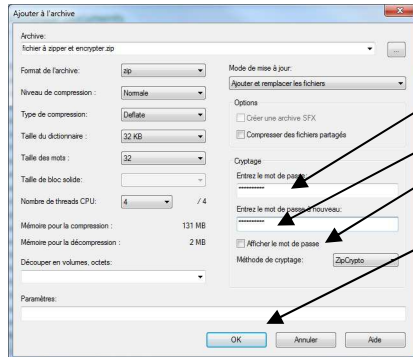 Ajouter à l'archive
Archive:
fichier à zipper et encrypter.zip
...
Format de l'archive:
zip
Niveau de compression :
Normale
Type de compression:
Deflate
Taille du dictionnaire :
32 KB
Taille des mots :
32
Taille de bloc solide:
Nombre de threads CPU:
4
/ 4
Mémoire pour la compression :
131 MB
Mémoire pour la décompression :
2 MB
Découper en volumes, octets:
Mode de mise à jour:
Ajouter et remplacer les fichiers
Options
Créer une archive SFX
Compresser des fichiers partagés
Cryptage
Entrez le mot de passe:
**********
Entrez le mot de passe à nouveau:
**********
Afficher le mot de passe
Méthode de cryptage:
ZipCrypto
Paramètres:
OK
Annuler
Aide